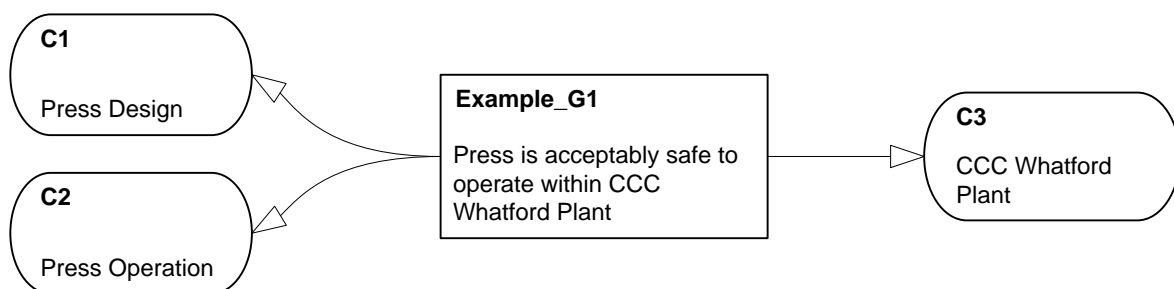 C1
Press Design
C2
Press Operation
Example_G1
Press is acceptably safe to
operate within CCC
Whatford Plant
C3
CCC Whatford
Plant